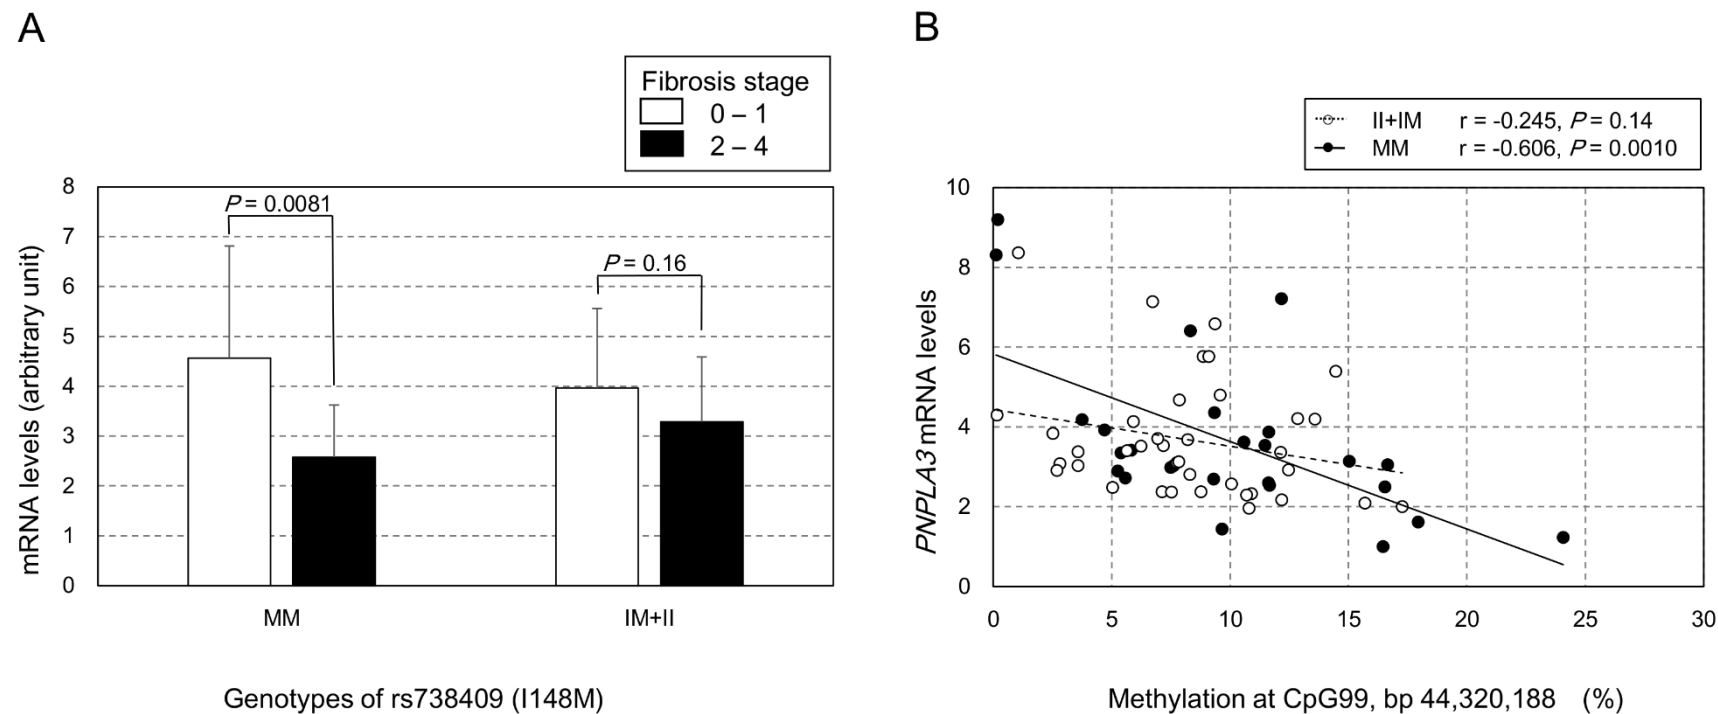 A
Fibrosis stage
0 – 1
2 – 4
mRNA levels (arbitrary unit)
8
7
6
5
4
3
2
1
0
P = 0.0081
P = 0.16
MM
IM+II
Genotypes of rs738409 (I148M)
B
II+IM r = -0.245, P = 0.14
MM r = -0.606, P = 0.0010
PNPLA3 mRNA levels
10
8
6
4
2
0
0 5 10 15 20 25 30
Methylation at CpG99, bp 44,320,188 (%)